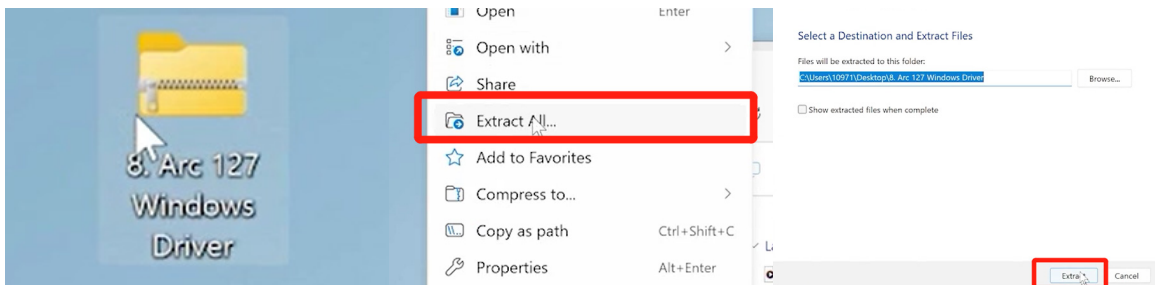 8. Arc 127
Windows
Driver
Open Enter
Open with
Share
Extract All...
Add to Favorites
Compress to...
Copy as path Ctrl+Shift+C
Properties Alt+Enter
Select a Destination and Extract Files
Files will be extracted to this folder:
C:\Users\10971\Desktop\8. Arc 127 Windows Driver
Browse...
Show extracted files when complete
Extract Cancel